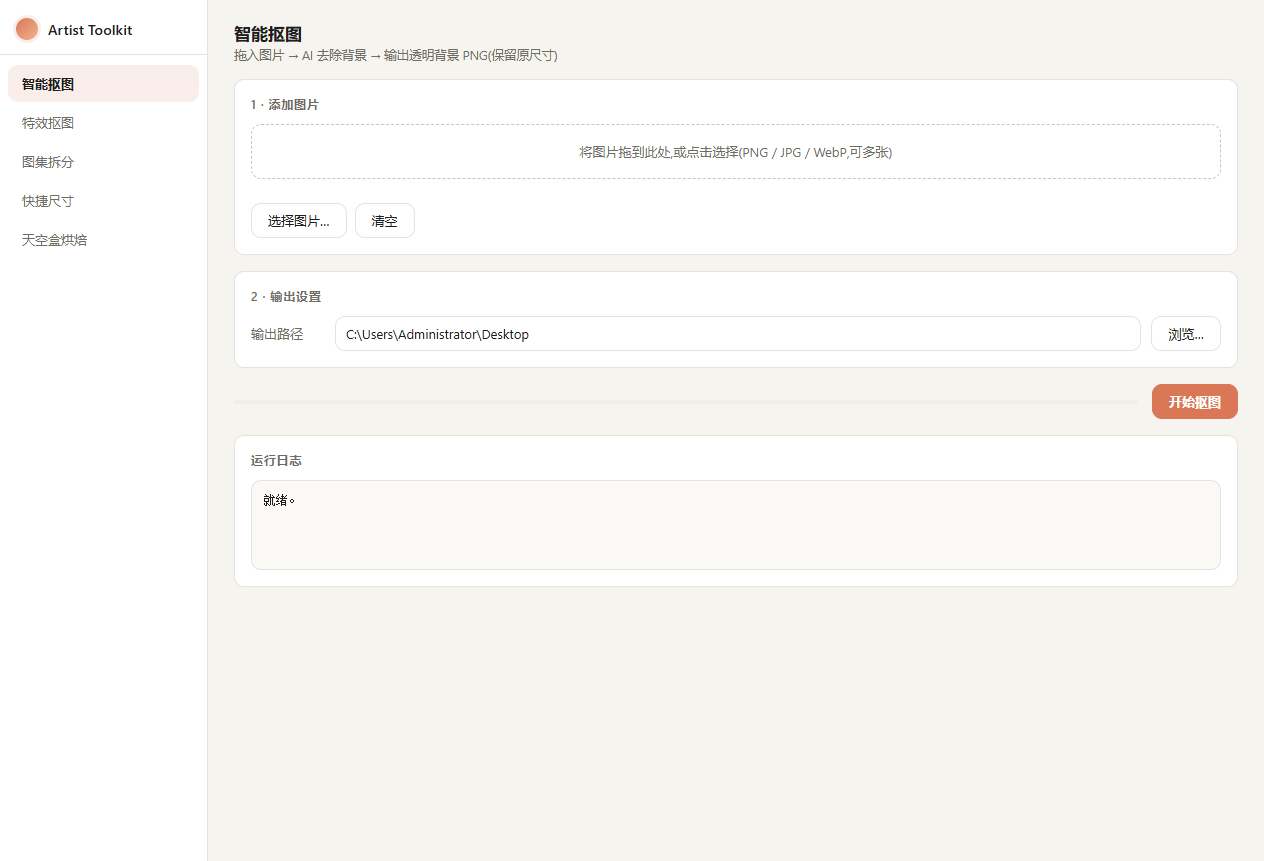 Artist Toolkit
智能抠图
特效抠图
图集拆分
快捷尺寸
天空盒烘焙
智能抠图
拖入图片 → AI 去除背景 → 输出透明背景 PNG(保留原尺寸)
1 · 添加图片
将图片拖到此处,或点击选择(PNG / JPG / WebP,可多张)
选择图片... 清空
2 · 输出设置
输出路径 C:\Users\Administrator\Desktop 浏览...
开始抠图
运行日志
就绪。